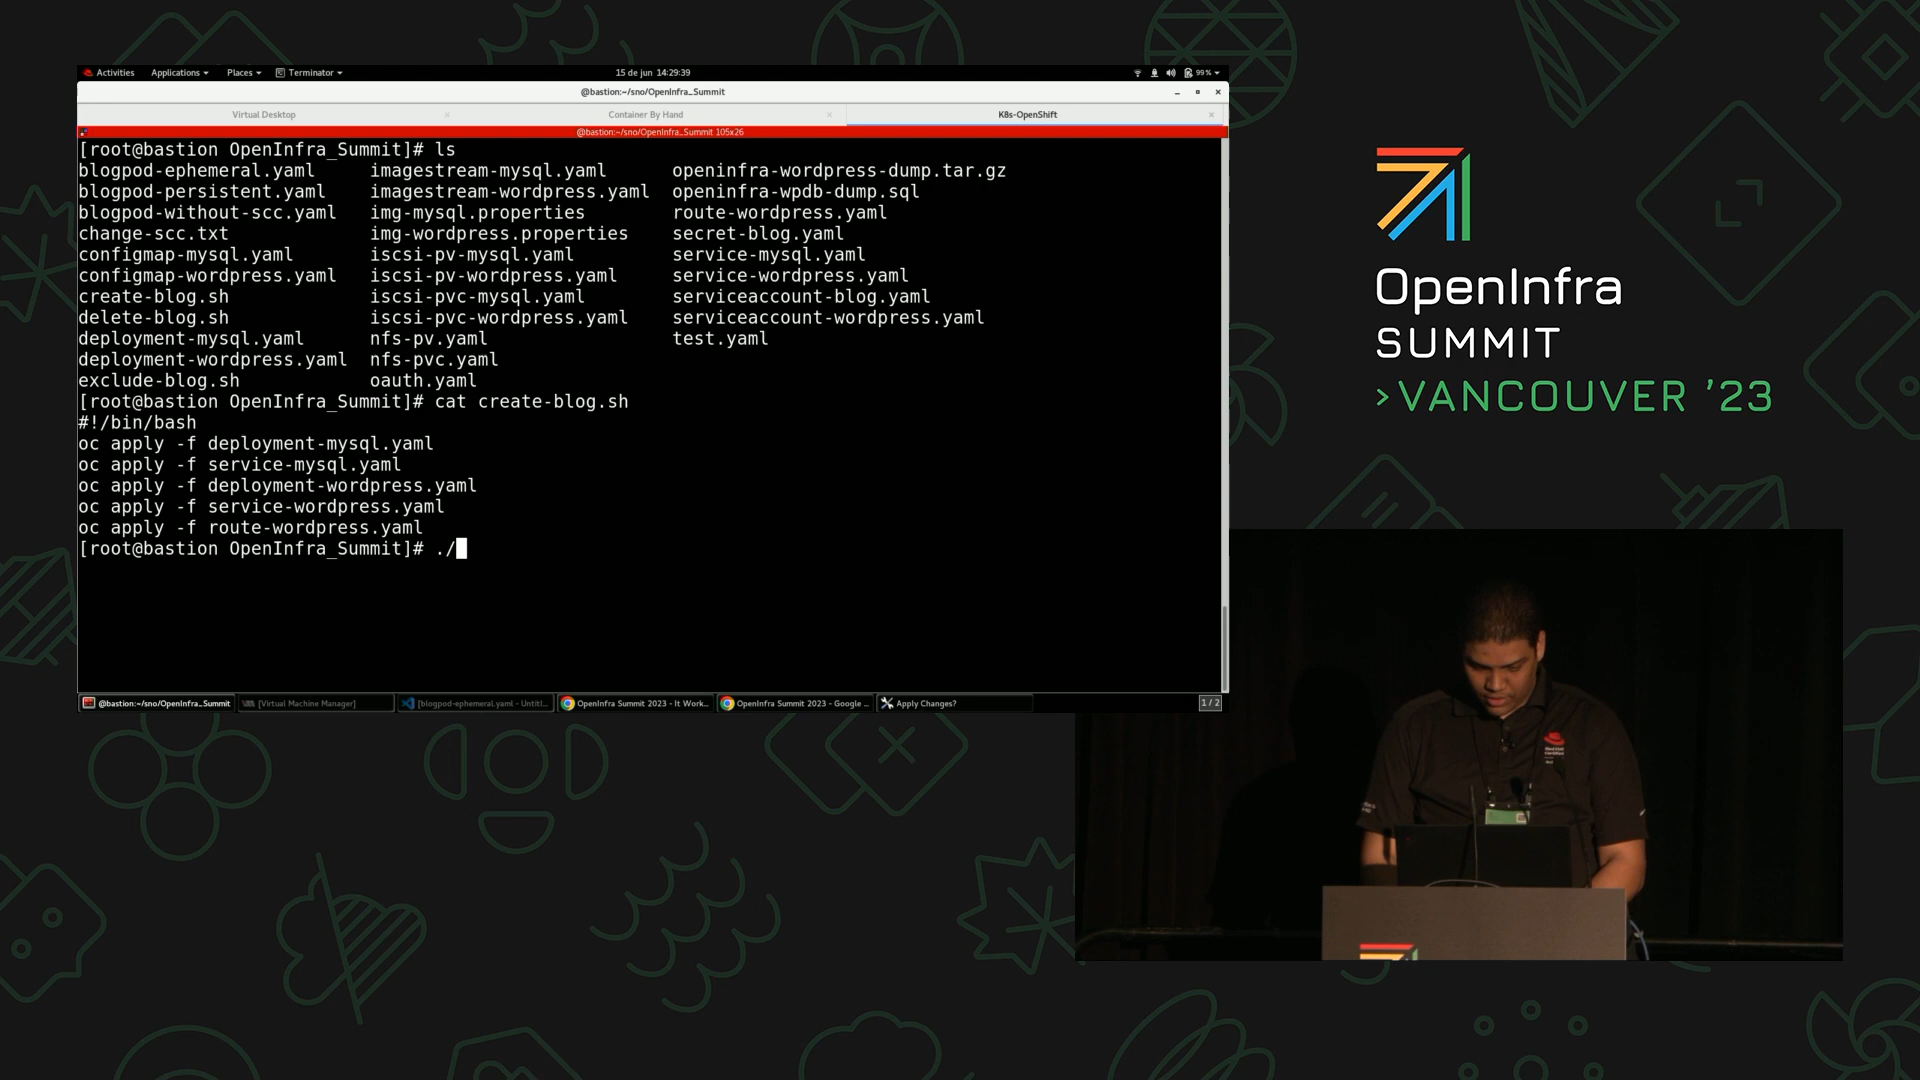 Activities Applications Places Terminator 15 de jun 14:29:39 99%
@bastion:~/sno/OpenInfra_Summit
Virtual Desktop Container By Hand K8s-OpenShift
@bastion:~/sno/OpenInfra_Summit 105x26
[root@bastion OpenInfra_Summit]# ls
blogpod-ephemeral.yaml imagestream-mysql.yaml openinfra-wordpress-dump.tar.gz
blogpod-persistent.yaml imagestream-wordpress.yaml openinfra-wpdb-dump.sql
blogpod-without-scc.yaml img-mysql.properties route-wordpress.yaml
change-scc.txt img-wordpress.properties secret-blog.yaml
configmap-mysql.yaml iscsi-pv-mysql.yaml service-mysql.yaml
configmap-wordpress.yaml iscsi-pv-wordpress.yaml service-wordpress.yaml
create-blog.sh iscsi-pvc-mysql.yaml serviceaccount-blog.yaml
delete-blog.sh iscsi-pvc-wordpress.yaml serviceaccount-wordpress.yaml
deployment-mysql.yaml nfs-pv.yaml test.yaml
deployment-wordpress.yaml nfs-pvc.yaml
exclude-blog.sh oauth.yaml
[root@bastion OpenInfra_Summit]# cat create-blog.sh
#!/bin/bash
oc apply -f deployment-mysql.yaml
oc apply -f service-mysql.yaml
oc apply -f deployment-wordpress.yaml
oc apply -f service-wordpress.yaml
oc apply -f route-wordpress.yaml
[root@bastion OpenInfra_Summit]# ./
@bastion:~/sno/OpenInfra_Summit [Virtual Machine Manager] [blogpod-ephemeral.yaml - Untitl... OpenInfra Summit 2023 - It Work... OpenInfra Summit 2023 - Google ... Apply Changes? 1 / 2
OpenInfra
SUMMIT
>VANCOUVER '23